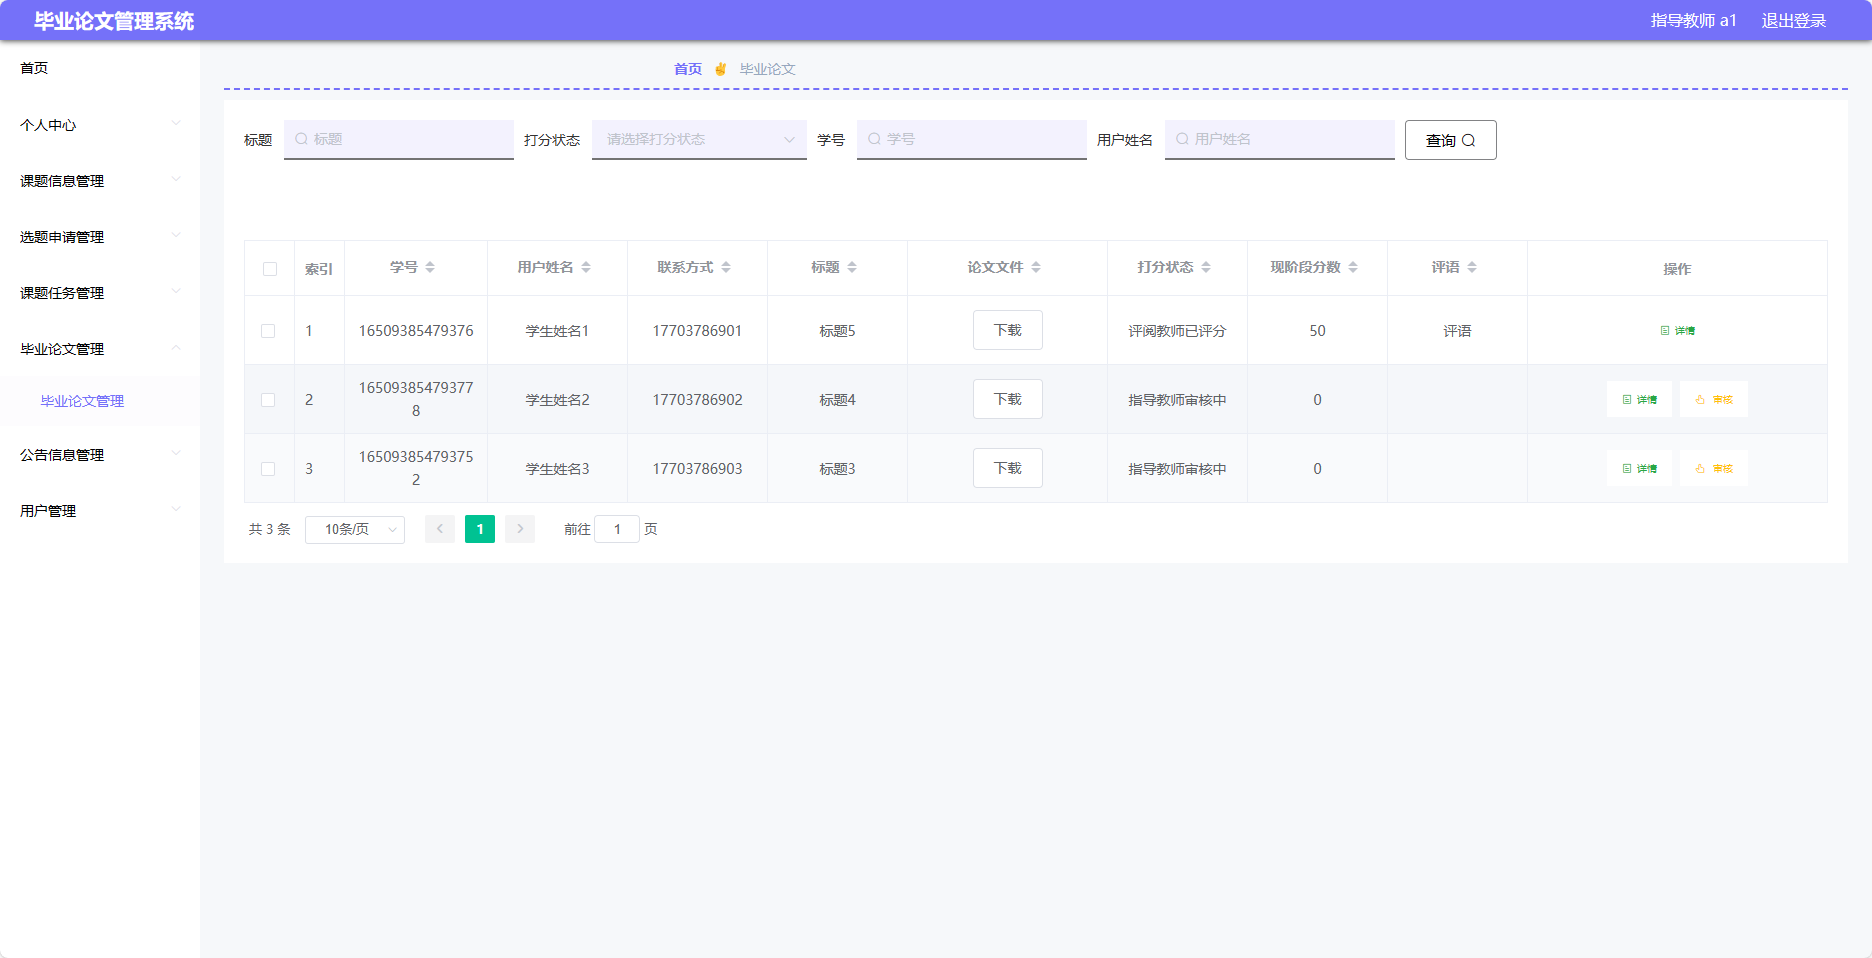 毕业论文管理系统
指导教师 a1 退出登录
首页
个人中心
课题信息管理
选题申请管理
课题任务管理
毕业论文管理
毕业论文管理
公告信息管理
用户管理
首页 毕业论文
标题 标题 打分状态 请选择打分状态 学号 学号 用户姓名 用户姓名 查询
索引 学号 用户姓名 联系方式 标题 论文文件 打分状态 现阶段分数 评语 操作
1 16509385479376 学生姓名1 17703786901 标题5 下载 评阅教师已评分 50 评语 详情
2 16509385479377
8 学生姓名2 17703786902 标题4 下载 指导教师审核中 0 详情 审核
3 16509385479375
2 学生姓名3 17703786903 标题3 下载 指导教师审核中 0 详情 审核
共 3 条 10条/页 1 前往 1 页